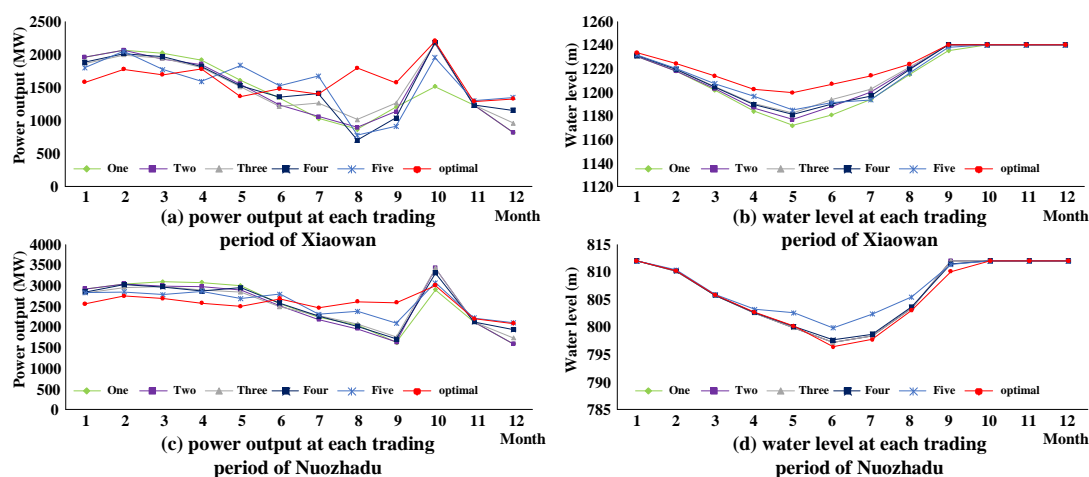 Power output (MW)
2500
2000
1500
1000
500
0
One Two Three Four Five optimal
1 2 3 4 5 6 7 8 9 10 11 12
Month
(a) power output at each trading
period of Xiaowan
Water level (m)
1260
1240
1220
1200
1180
1160
1140
1120
One Two Three Four Five optimal
1 2 3 4 5 6 7 8 9 10 11 12
Month
(b) water level at each trading
period of Xiaowan
Power output (MW)
4000
3500
3000
2500
2000
1500
1000
500
0
One Two Three Four Five optimal
1 2 3 4 5 6 7 8 9 10 11 12
Month
(c) power output at each trading
period of Nuozhadu
Water level (m)
815
810
805
800
795
790
785
One Two Three Four Five optimal
1 2 3 4 5 6 7 8 9 10 11 12
Month
(d) water level at each trading
period of Nuozhadu